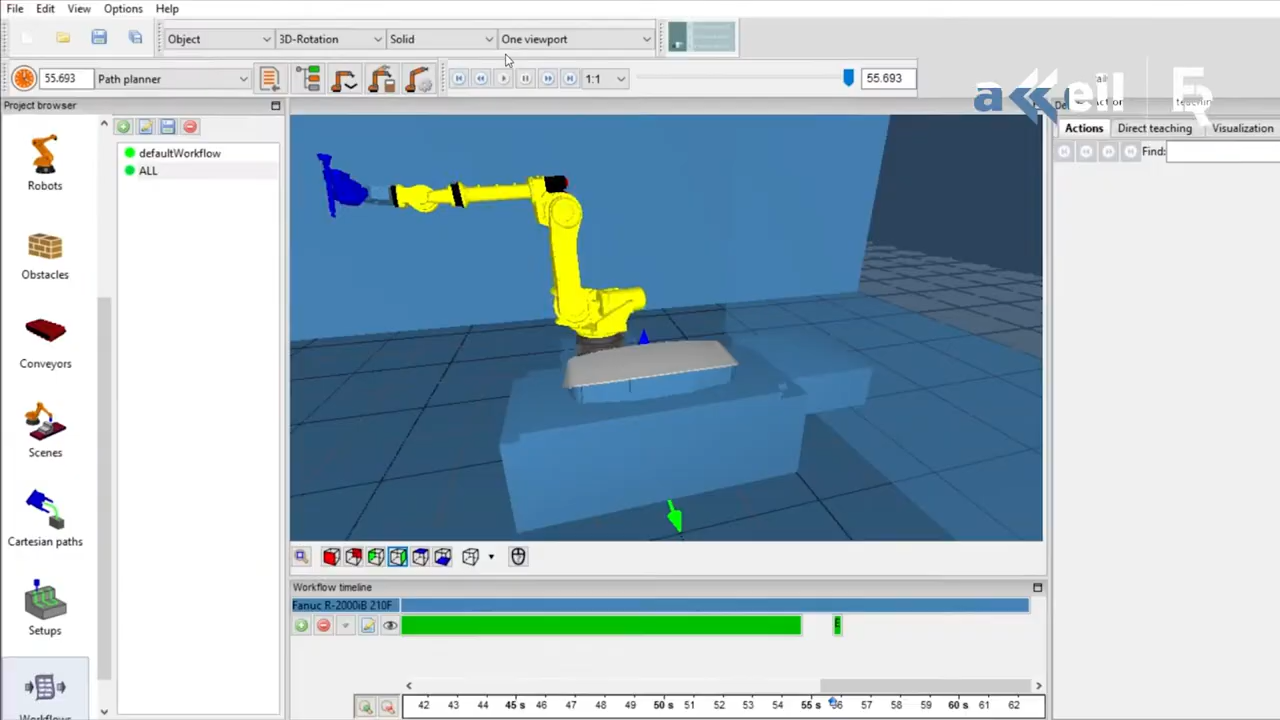 File Edit View Options Help
Object 3D-Rotation Solid One viewport
55.693 Path planner 1:1 55.693
akkeil
Project browser
Actions Direct teaching Visualization
Find:
defaultWorkflow
ALL
Robots
Obstacles
Conveyors
Scenes
Cartesian paths
Setups
Workflows
Workflow timeline
Fanuc R-2000iB 210F
E
42 43 44 45 s 46 47 48 49 50 s 51 52 53 54 55 s 56 57 58 59 60 s 61 62